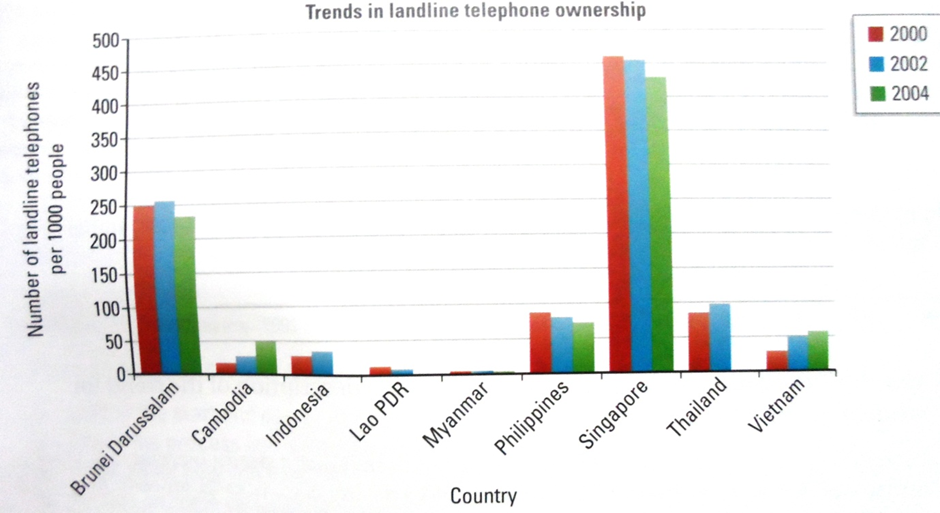 Trends in landline telephone ownership
2000
2002
2004
Number of landline telephones
per 1000 people
500
450
400
350
300
250
200
150
100
50
0
Brunei Darussalam
Cambodia
Indonesia
Lao PDR
Myanmar
Philippines
Singapore
Thailand
Vietnam
Country